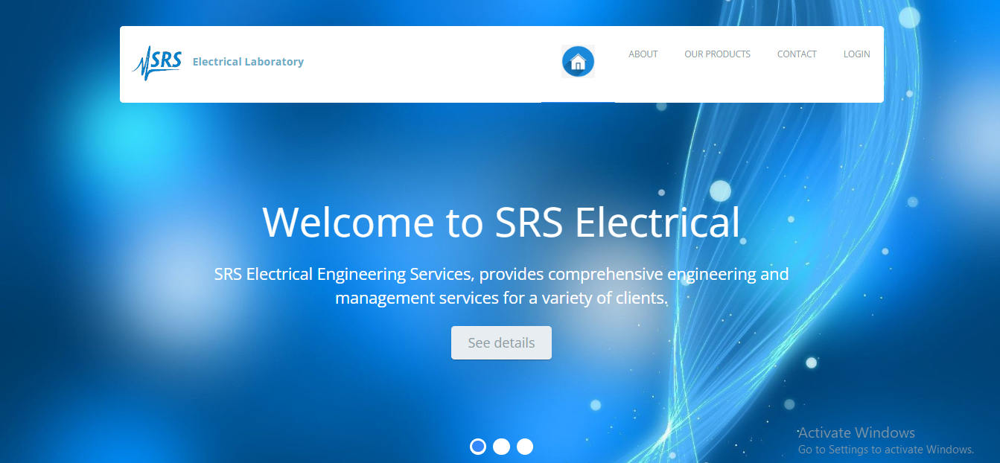 SRS Electrical Laboratory
ABOUT OUR PRODUCTS CONTACT LOGIN
Welcome to SRS Electrical
SRS Electrical Engineering Services, provides comprehensive engineering and
management services for a variety of clients.
See details
Activate Windows
Go to Settings to activate Windows.